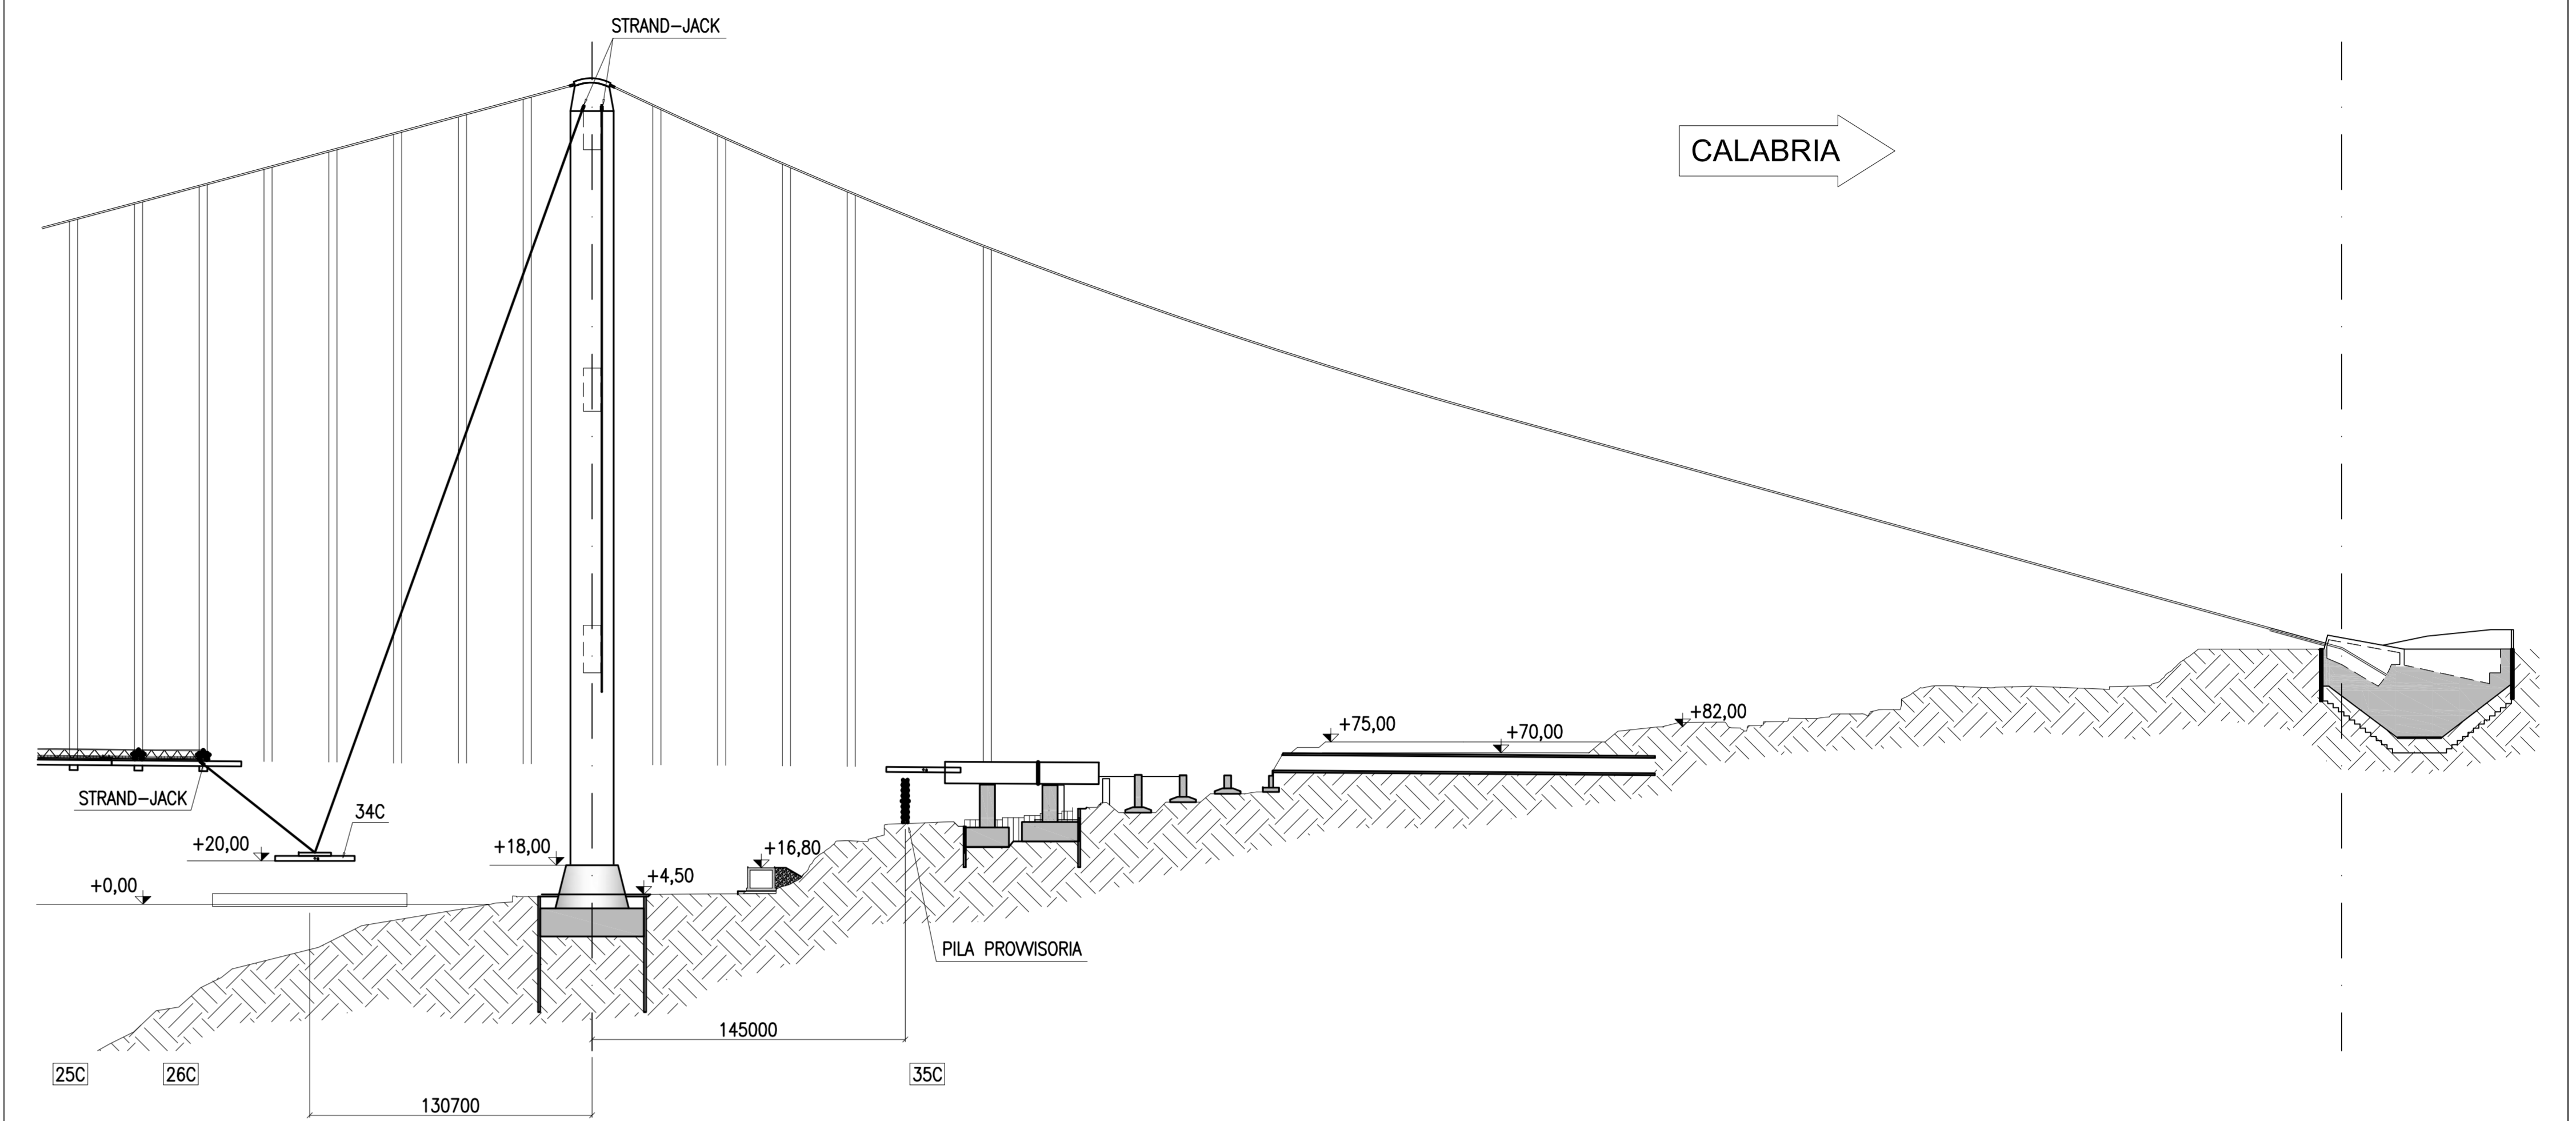 STRAND-JACK
CALABRIA
+75,00
+82,00
+70,00
STRAND-JACK
34C
+20,00
+18,00
+16,80
+4,50
+0,00
PILA PROVVISORIA
145000
25C
26C
35C
130700